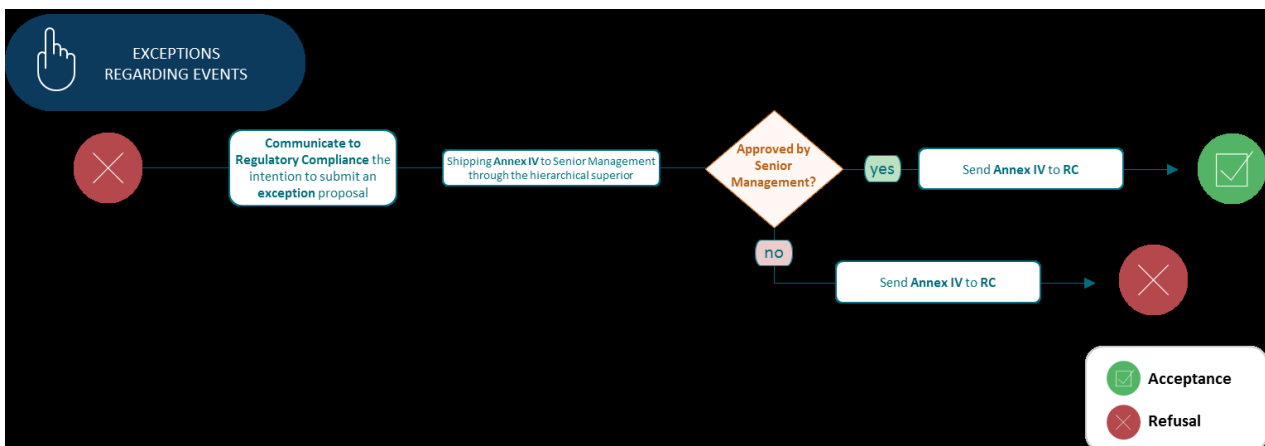 EXCEPTIONS
REGARDING EVENTS
Communicate to
Regulatory Compliance the
intention to submit an
exception proposal
Shipping Annex IV to Senior Management
through the hierarchical superior
Approved by
Senior
Management?
yes
Send Annex IV to RC
no
Send Annex IV to RC
Acceptance
Refusal